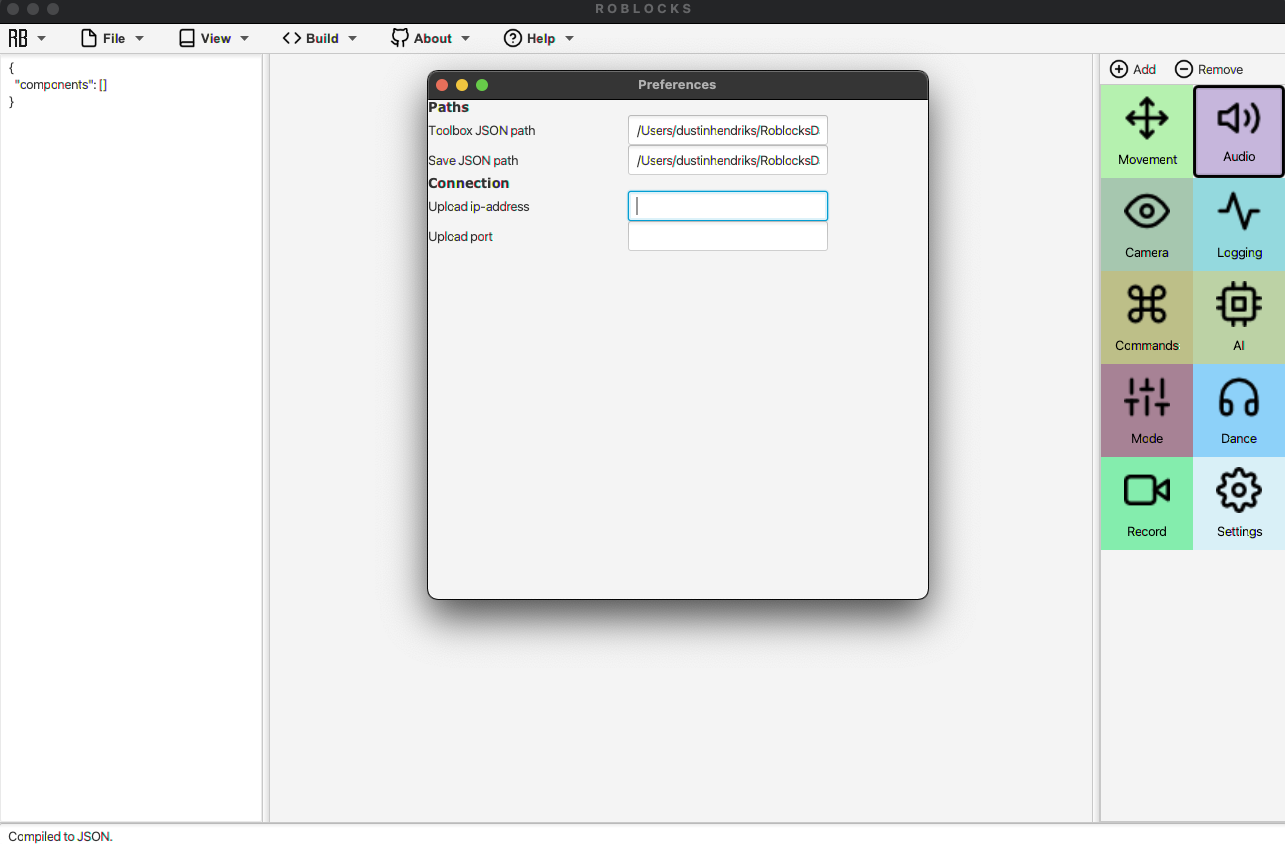 ROBLOCKS
RB File View Build About Help
{
"components": []
}
Preferences
Paths
Toolbox JSON path /Users/dustinhendriks/RoblocksD
Save JSON path /Users/dustinhendriks/RoblocksD
Connection
Upload ip-address
Upload port
Add Remove
Movement Audio
Camera Logging
Commands AI
Mode Dance
Record Settings
Compiled to JSON.